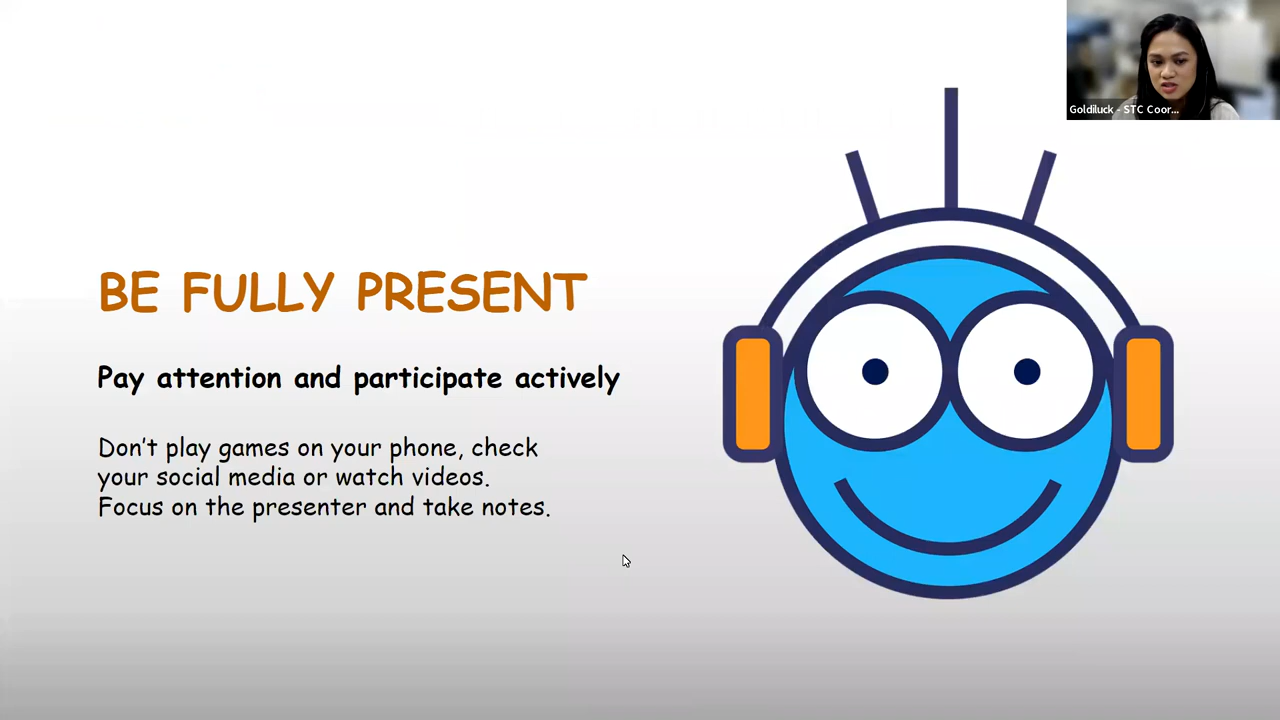 Goldiluck - STC Coor...
BE FULLY PRESENT
Pay attention and participate actively
Don’t play games on your phone, check
your social media or watch videos.
Focus on the presenter and take notes.